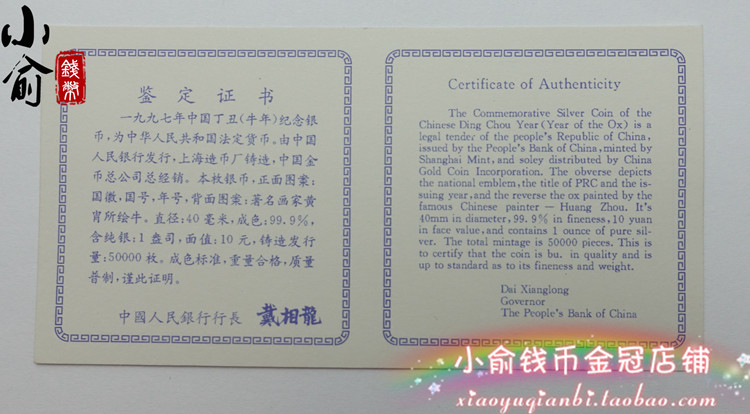 小俞
錢幣
鉴定证书
一九九七年中国丁丑(牛年)纪念银
币,为中华人民共和国法定货币。由中国
人民银行发行,上海造币厂铸造,中国金
币总公司总经销。本枚银币,正面图案:
国徽,国号,年号,背面图案:著名画家黄
胄所绘牛。直径:40毫米,成色:99.9%,
含纯银:1盎司,面值:10元,铸造发行
量:50000枚。成色标准,重量合格,质量
普制,谨此证明。
中國人民銀行行長 戴相龍
Certificate of Authenticity
The Commemorative Silver Coin of the
Chinese Ding Chou Year (Year of the Ox) is a
legal tender of the people's Republic of China,
issued by the People's Bank of China, minted by
Shanghai Mint, and soley distributed by China
Gold Coin Incorporation. The obverse depicts
the national emblem, the title of PRC and the is-
suing year, and the reverse the ox painted by the
famous Chinese painter — Huang Zhou. It's
40mm in diameter, 99.9% in fineness, 10 yuan
in face value, and contains 1 ounce of pure sil-
ver. The total mintage is 50000 pieces. This is
to certify that the coin is bu. in quality and is
up to standard as to its fineness and weight.
Dai Xianglong
Governor
The People's Bank of China
小俞钱币金冠店铺
xiaoyuqianbi.taobao.com